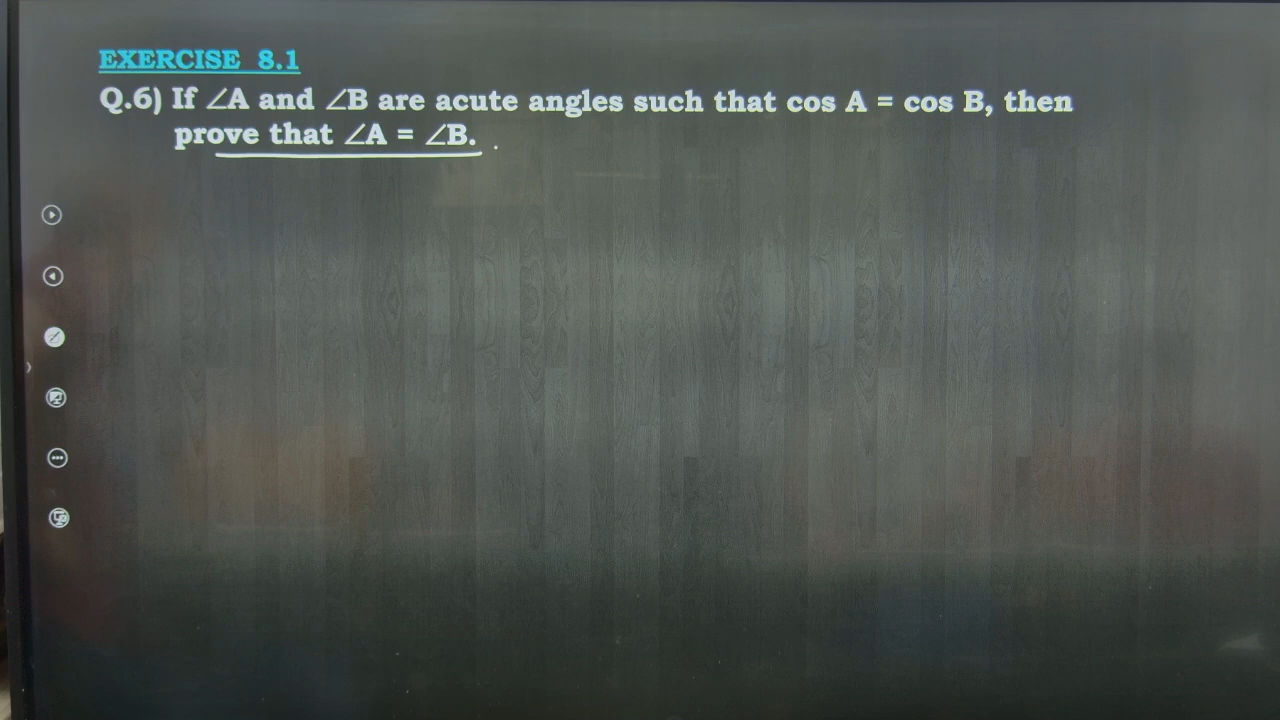 EXERCISE 8.1
Q.6) If ∠A and ∠B are acute angles such that cos A = cos B, then
prove that ∠A = ∠B.